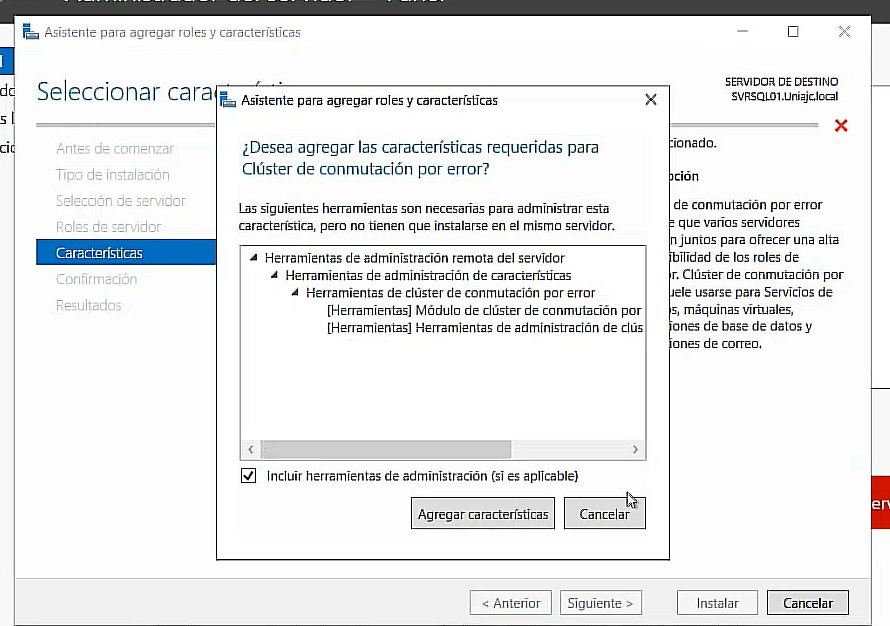 Asistente para agregar roles y características
Seleccionar
SERVIDOR DE DESTINO
SVRSQL01.Uniajc.local
Antes de comenzar
Tipo de instalación
Selección de servidor
Roles de servidor
Características
Confirmación
Resultados
Asistente para agregar roles y características
¿Desea agregar las características requeridas para
Clúster de conmutación por error?
Las siguientes herramientas son necesarias para administrar esta
característica, pero no tienen que instalarse en el mismo servidor.
Herramientas de administración remota del servidor
Herramientas de administración de características
Herramientas de clúster de conmutación por error
[Herramientas] Módulo de clúster de conmutación por
[Herramientas] Herramientas de administración de clús
Incluir herramientas de administración (si es aplicable)
Agregar características
Cancelar
cionado.
pción
de conmutación por error
e que varios servidores
n juntos para ofrecer una alta
ibilidad de los roles de
r. Clúster de conmutación por
uele usarse para Servicios de
s, máquinas virtuales,
iones de base de datos y
iones de correo.
< Anterior
Siguiente >
Instalar
Cancelar